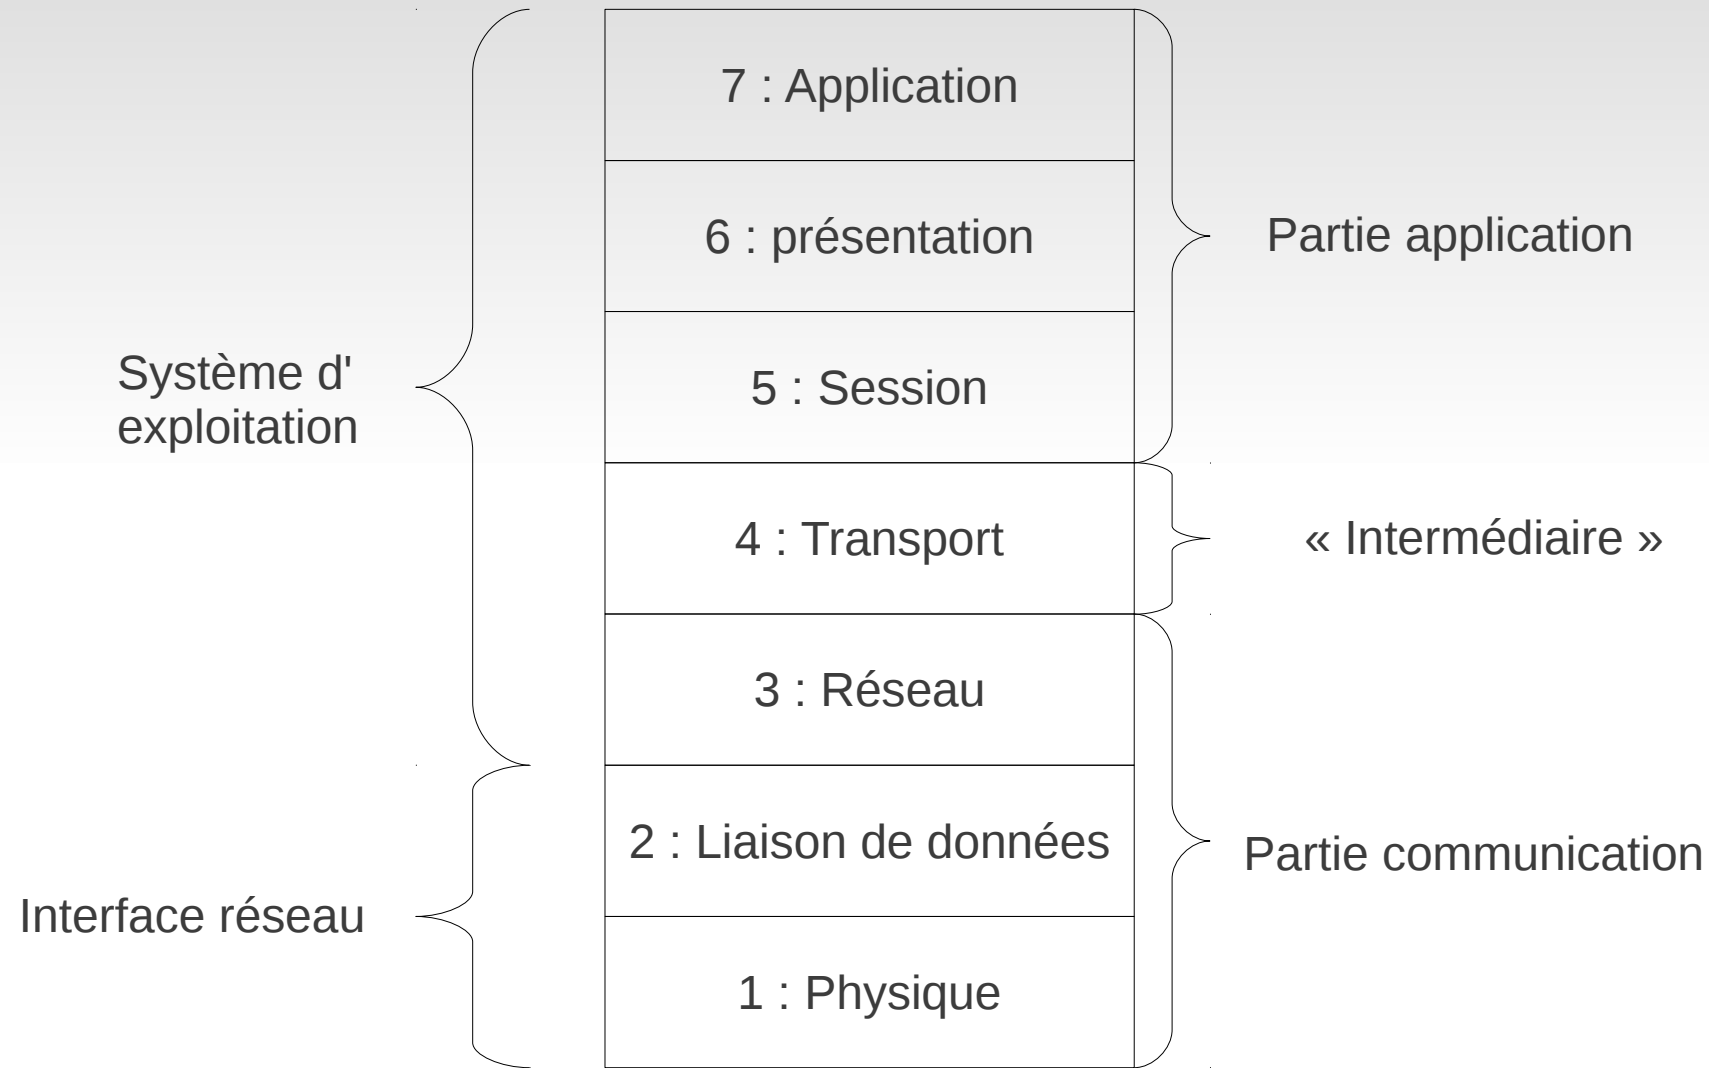 7 : Application
6 : présentation
Partie application
Système d'
exploitation
5 : Session
4 : Transport
« Intermédiaire »
3 : Réseau
2 : Liaison de données
Partie communication
Interface réseau
1 : Physique